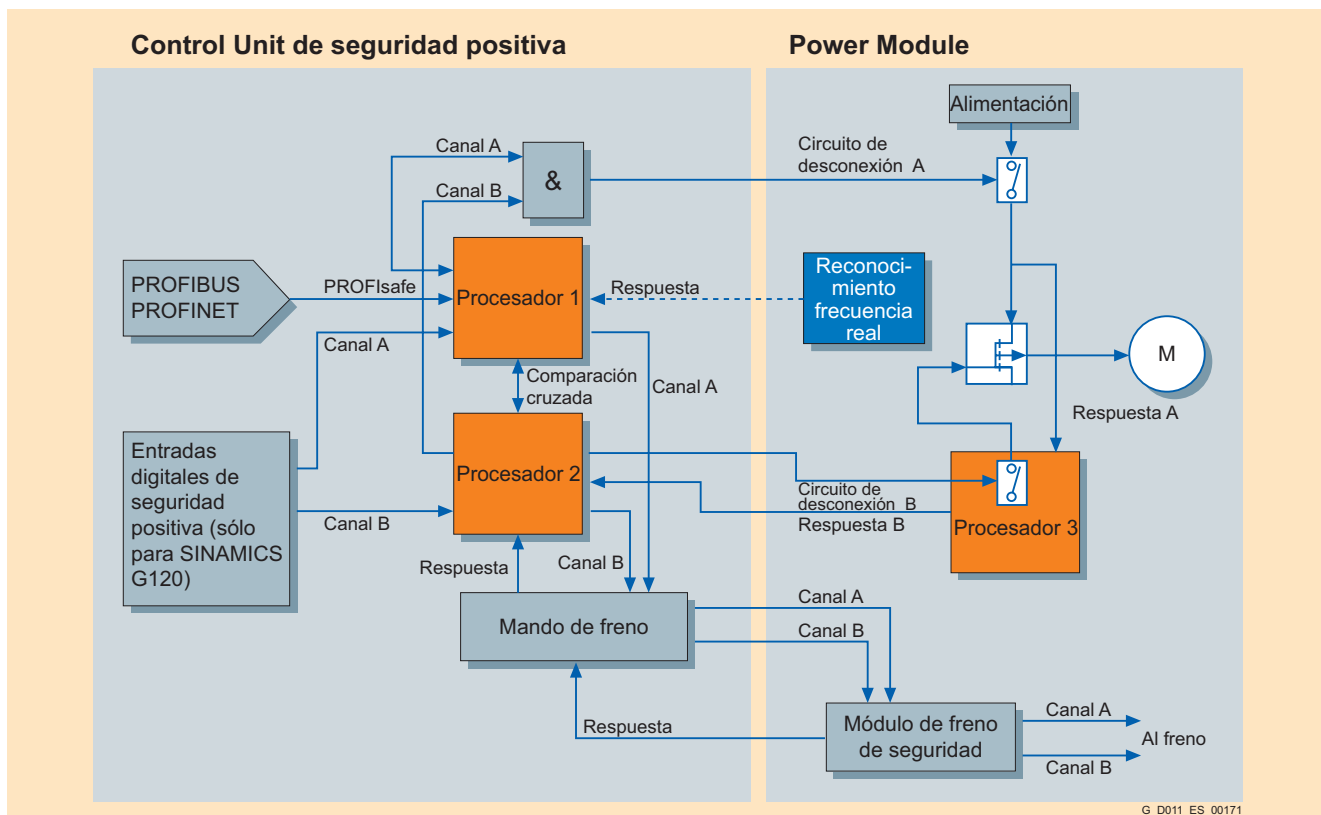 Control Unit de seguridad positiva
Power Module
Alimentación
Canal A
Canal B
&
Circuito de
desconexión A
PROFIBUS
PROFINET
PROFIsafe
Procesador 1
Respuesta
Reconoci-
miento
frecuencia
real
M
Canal A
Comparación
cruzada
Canal A
Respuesta A
Entradas
digitales de
seguridad
positiva (sólo
para SINAMICS
G120)
Canal B
Procesador 2
Circuito de
desconexión B
Respuesta B
Procesador 3
Respuesta
Canal B
Mando de freno
Canal A
Canal B
Respuesta
Módulo de freno
de seguridad
Canal A
Canal B
Al freno
G_D011_ES_00171